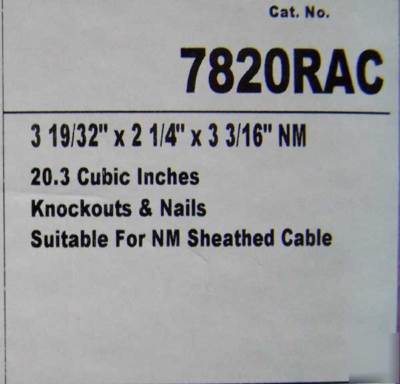 Cat. No.
7820RAC
3 19/32" x 2 1/4" x 3 3/16" NM
20.3 Cubic Inches
Knockouts & Nails
Suitable For NM Sheathed Cable